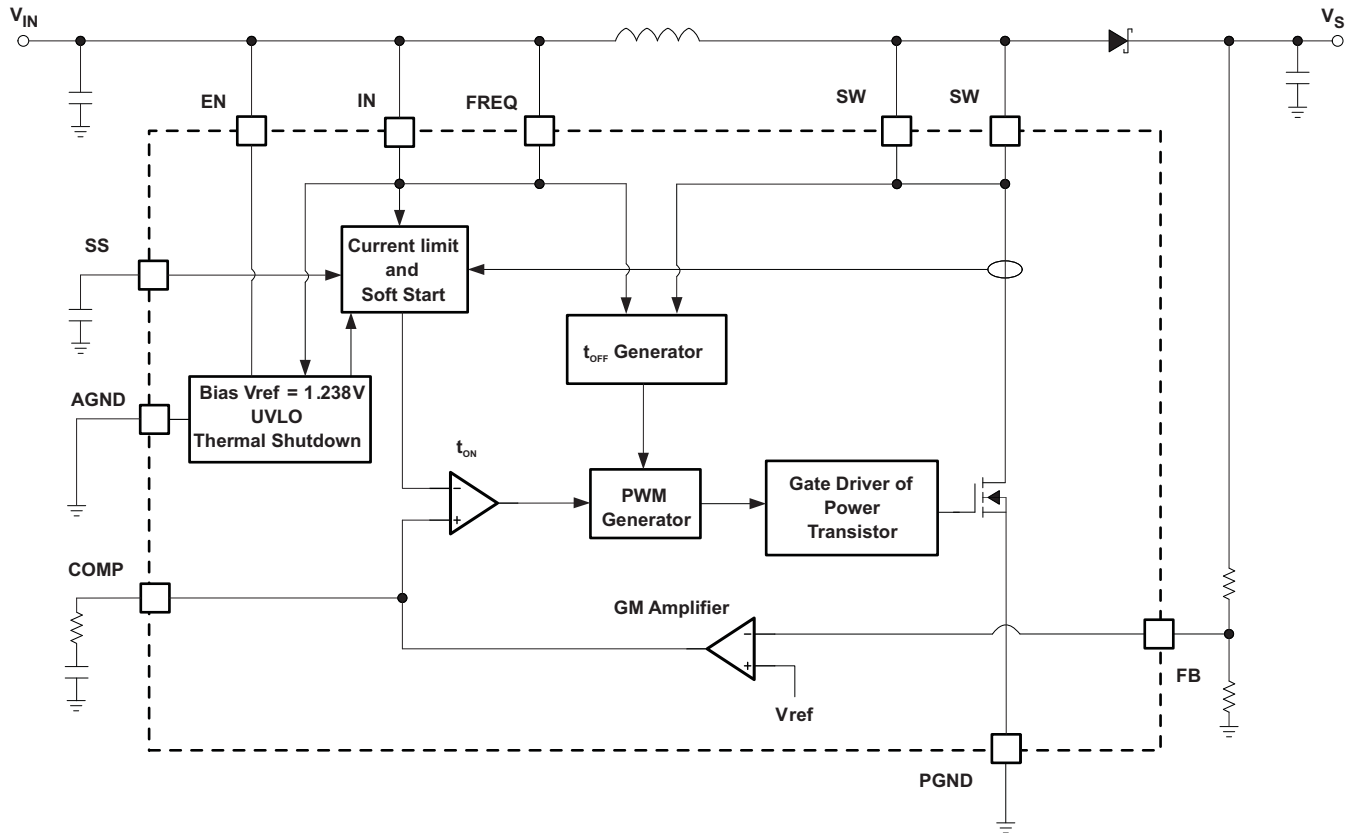 VIN
VS
EN
IN
FREQ
SW
SW
SS
Current limit
and
Soft Start
tOFF Generator
AGND
Bias Vref = 1.238V
UVLO
Thermal Shutdown
tON
−
+
PWM
Generator
Gate Driver of
Power
Transistor
COMP
GM Amplifier
−
+
Vref
FB
PGND